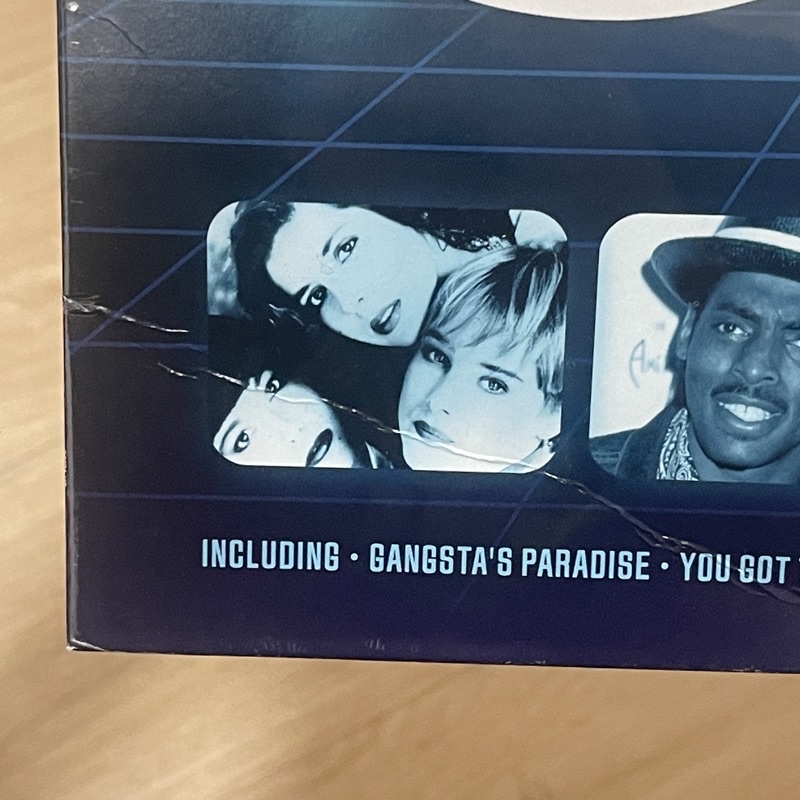 INCLUDING • GANGSTA'S PARADISE • YOU GOT